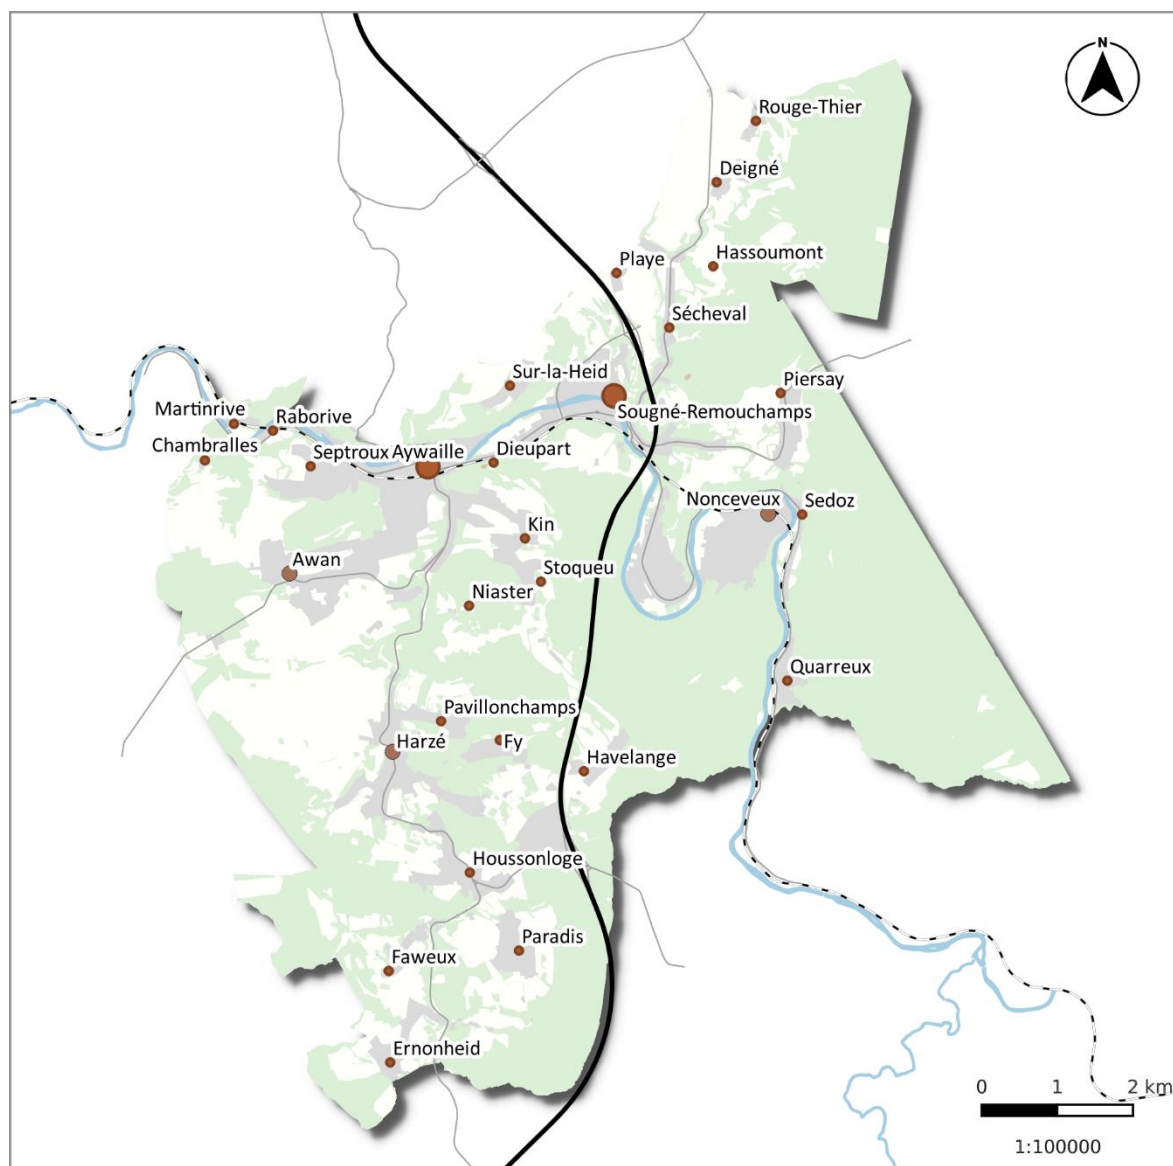 N
Rouge-Thier
Deigné
Hassoumont
Playe
Sécheval
Sur-la-Heid
Piersay
Sougné-Remouchamps
Martinrive
Raborive
Chambralles
Septroux
Aywaille
Dieupart
Nonceveux
Sedoz
Kin
Awan
Stoqueu
Niaster
Quarreux
Pavillonchamps
Harzé
Fy
Havelange
Houssonloge
Paradis
Faweux
Ernonheid
0 1 2 km
1:100000